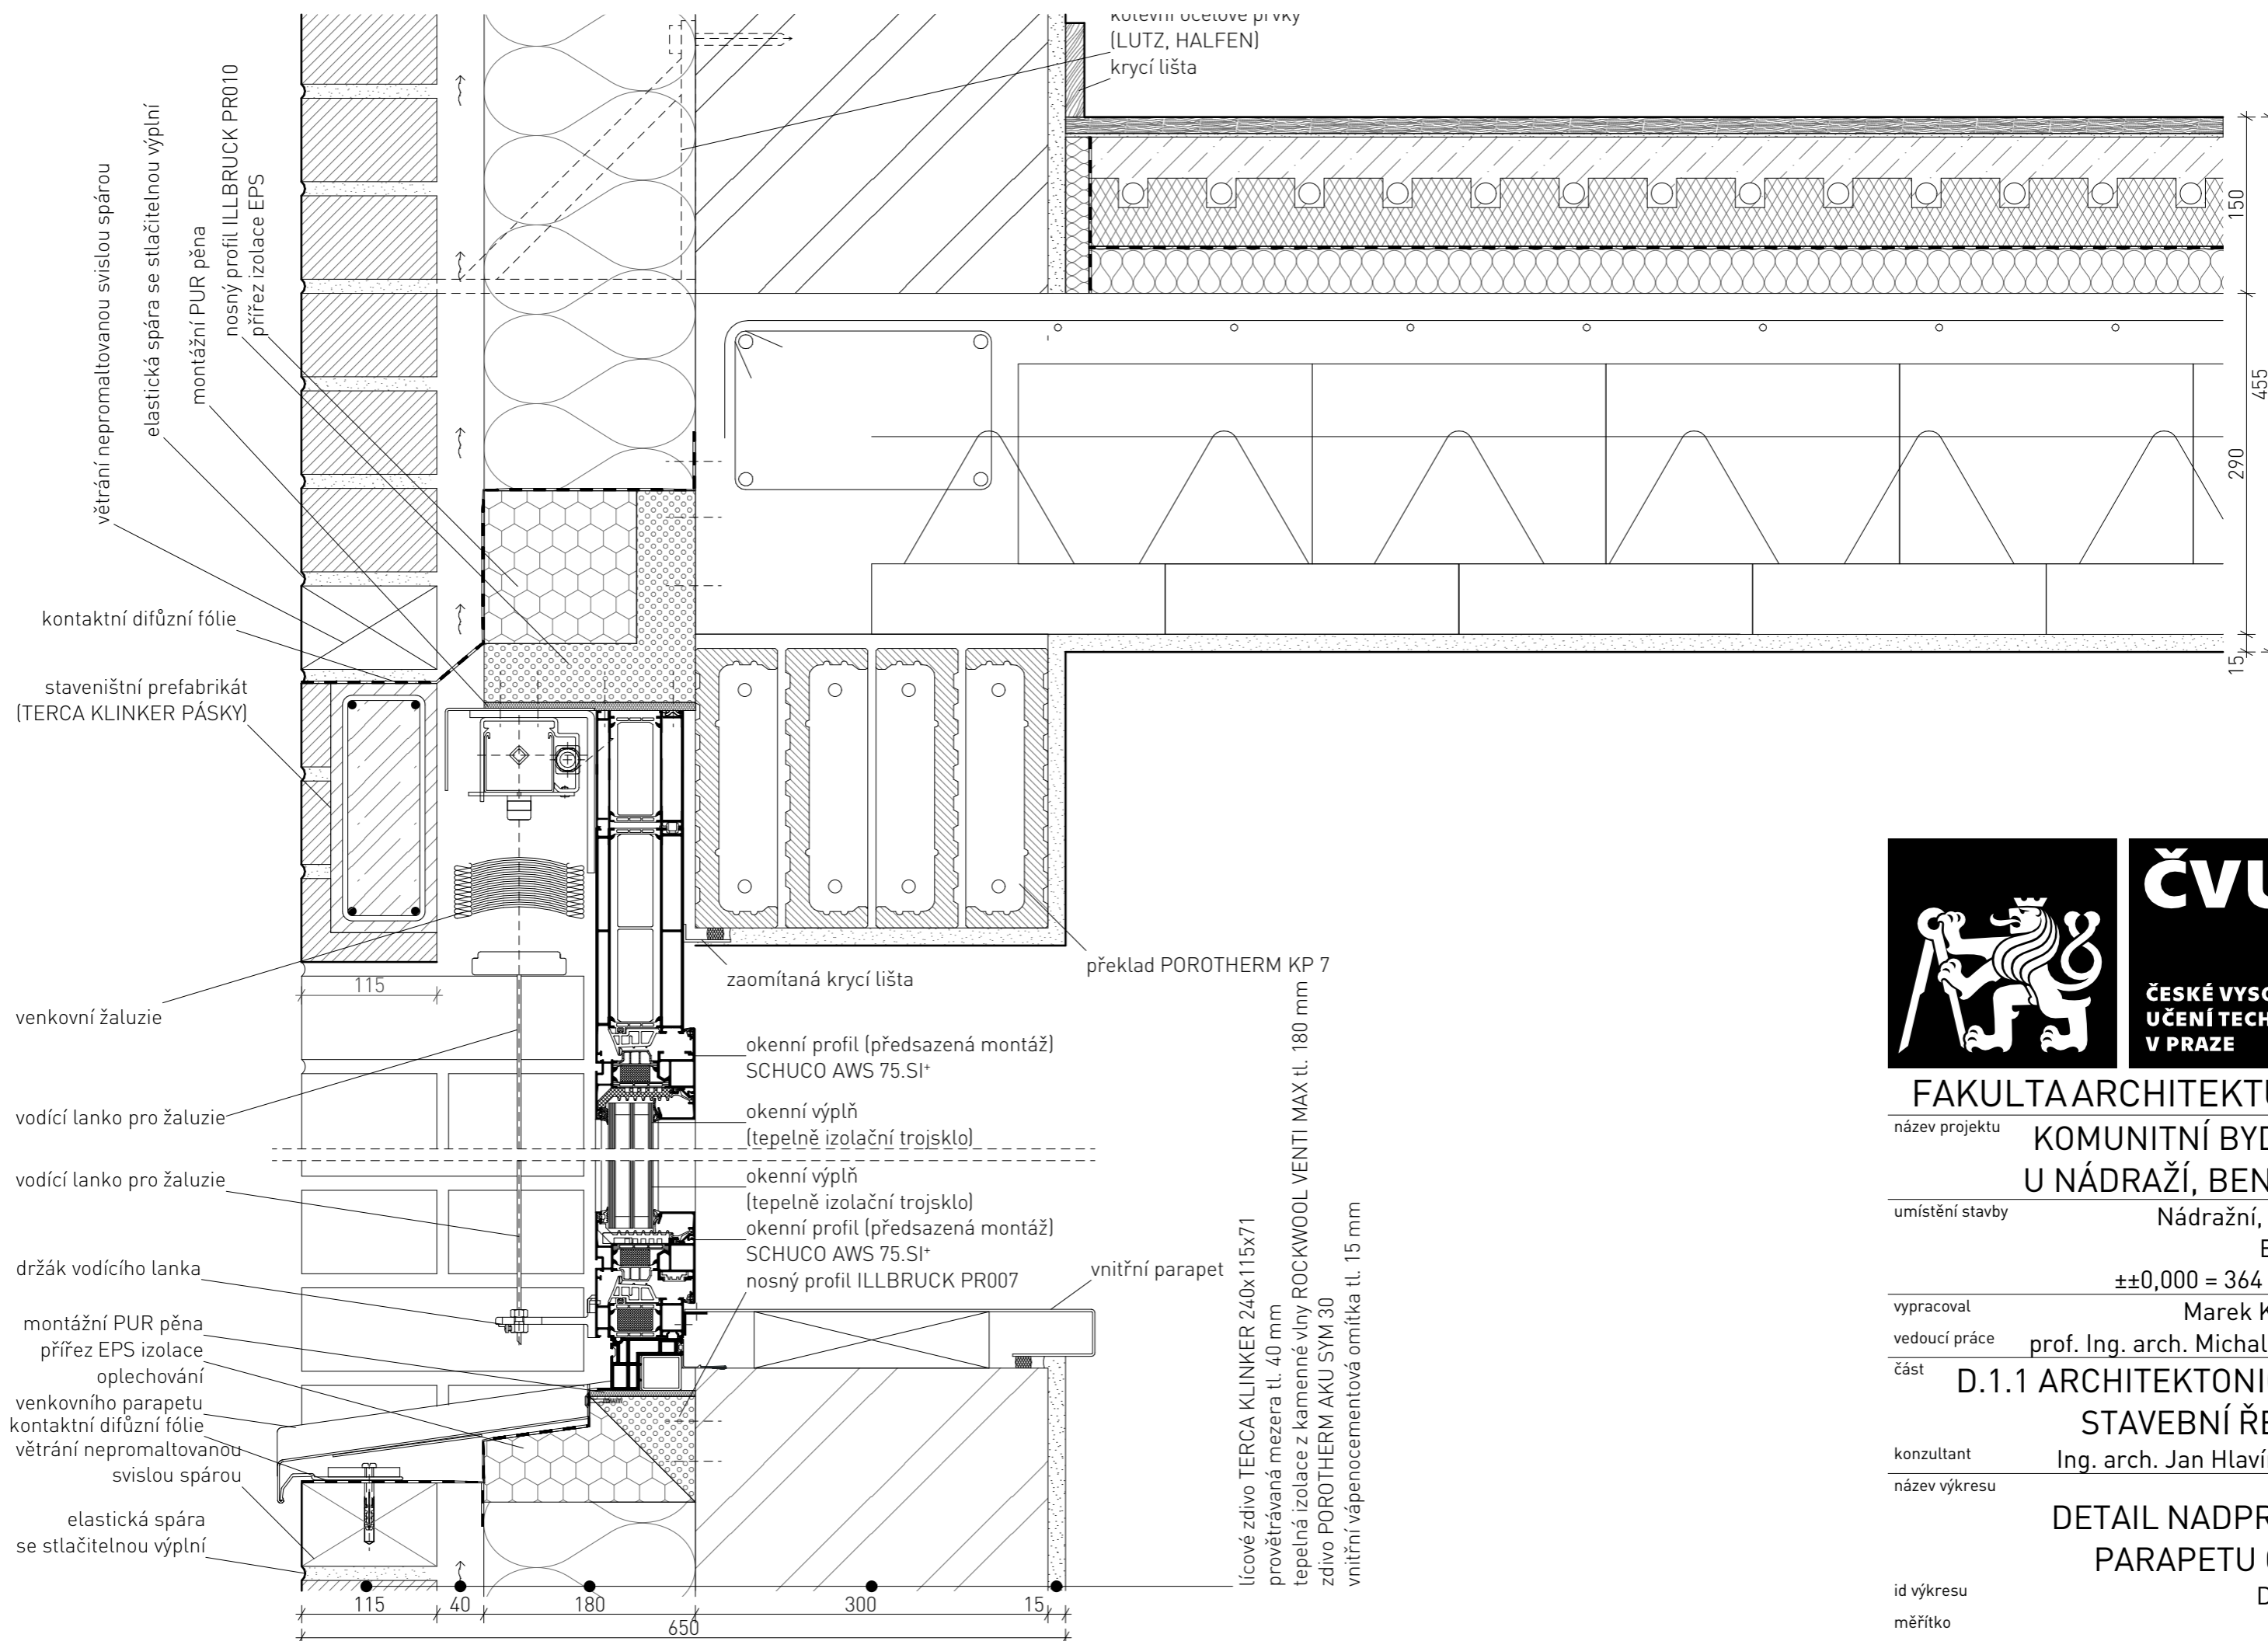 kotevní ocelové prvky
(LUTZ, HALFEN)
krycí lišta
větrání nepromaltovanou svislou spárou
elastická spára se stlačitelnou výplní
montážní PUR pěna
nosný profil ILLBRUCK PR010
přířez izolace EPS
kontaktní difůzní fólie
staveništní prefabrikát
(TERCA KLINKER PÁSKY)
150
455
290
15
115
venkovní žaluzie
vodící lanko pro žaluzie
vodící lanko pro žaluzie
držák vodícího lanka
montážní PUR pěna
přířez EPS izolace
oplechování
venkovního parapetu
kontaktní difůzní fólie
větrání nepromaltovanou
svislou spárou
elastická spára
se stlačitelnou výplní
zaomítaná krycí lišta
překlad POROTHERM KP 7
okenní profil (předsazená montáž)
SCHUCO AWS 75.SI+
okenní výplň
(tepelně izolační trojsklo)
okenní výplň
(tepelně izolační trojsklo)
okenní profil (předsazená montáž)
SCHUCO AWS 75.SI+
nosný profil ILLBRUCK PR007
vnitřní parapet
lícové zdivo TERCA KLINKER 240x115x71
provětrávaná mezera tl. 40 mm
tepelná izolace z kamenné vlny ROCKWOOL VENTI MAX tl. 180 mm
zdivo POROTHERM AKU SYM 30
vnitřní vápenocementová omítka tl. 15 mm
115
40
180
300
15
650
ČVU
ČESKÉ VYSO
UČENÍ TECH
V PRAZE
FAKULTA ARCHITEKTU
název projektu
KOMUNITNÍ BYD
U NÁDRAŽÍ, BEN
umístění stavby
Nádražní,
±±0,000 = 364
vypracoval
Marek K
vedoucí práce
prof. Ing. arch. Michal
část
D.1.1 ARCHITEKTONI
STAVEBNÍ ŘE
konzultant
Ing. arch. Jan Hlaví
název výkresu
DETAIL NADPR
PARAPETU
id výkresu
D
měřítko